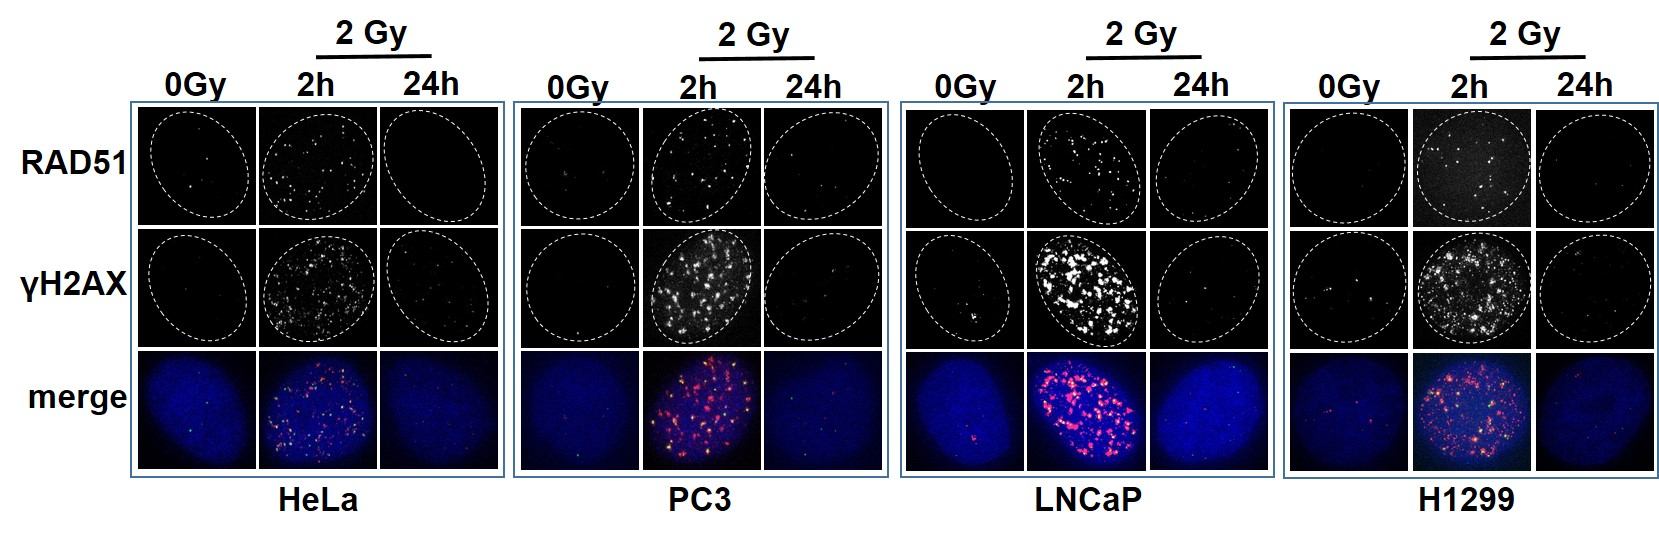 2 Gy 2 Gy 2 Gy 2 Gy
0Gy 2h 24h 0Gy 2h 24h 0Gy 2h 24h 0Gy 2h 24h
RAD51
γH2AX
merge
HeLa PC3 LNCaP H1299